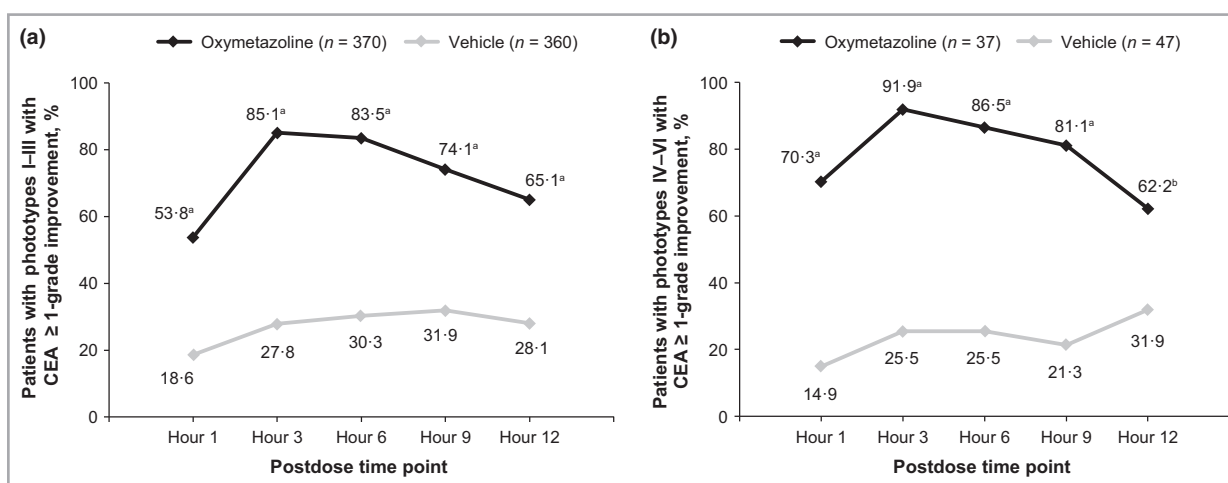 (a)
Oxymetazoline (n = 370) Vehicle (n = 360)
Patients with phototypes I–III with
CEA ≥ 1-grade improvement, %
100
80
60
40
20
0
53·8ᵃ
85·1ᵃ
83·5ᵃ
74·1ᵃ
65·1ᵃ
18·6
27·8
30·3
31·9
28·1
Hour 1 Hour 3 Hour 6 Hour 9 Hour 12
Postdose time point
(b)
Oxymetazoline (n = 37) Vehicle (n = 47)
Patients with phototypes IV–VI with
CEA ≥ 1-grade improvement, %
100
80
60
40
20
0
70·3ᵃ
91·9ᵃ
86·5ᵃ
81·1ᵃ
62·2ᵇ
14·9
25·5
25·5
21·3
31·9
Hour 1 Hour 3 Hour 6 Hour 9 Hour 12
Postdose time point